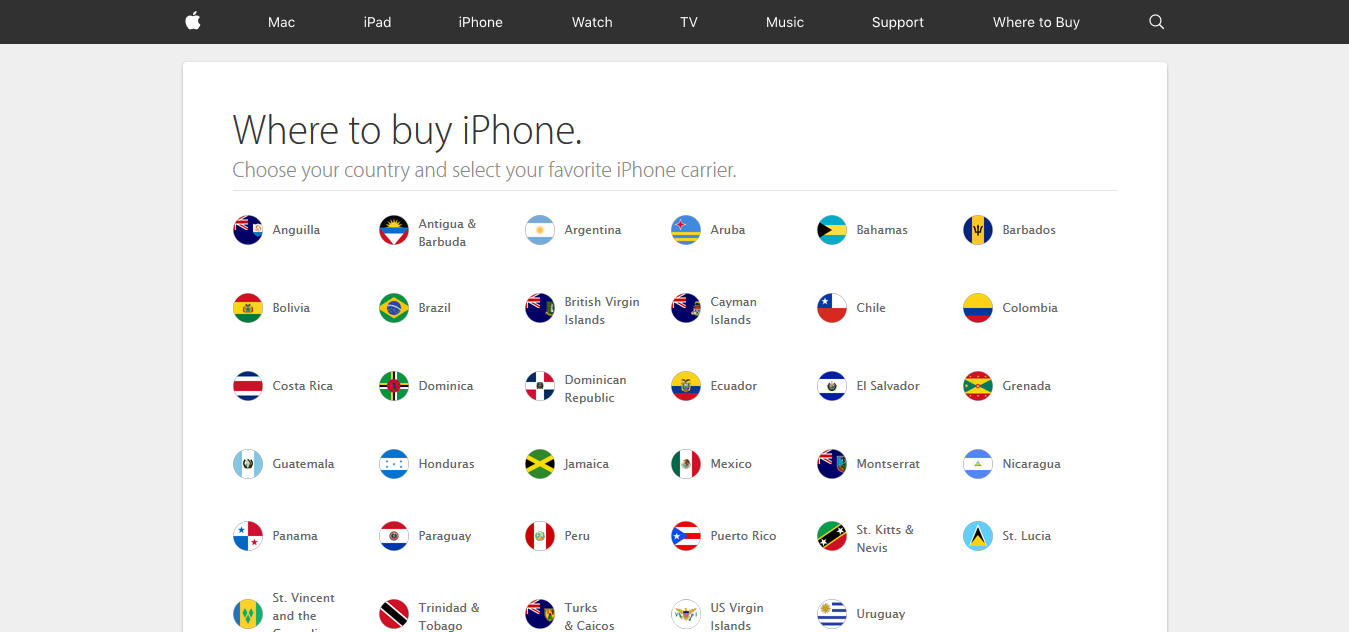 Mac iPad iPhone Watch TV Music Support Where to Buy
Where to buy iPhone.
Choose your country and select your favorite iPhone carrier.
Anguilla
Antigua &
Barbuda
Argentina
Aruba
Bahamas
Barbados
Bolivia
Brazil
British Virgin
Islands
Cayman
Islands
Chile
Colombia
Costa Rica
Dominica
Dominican
Republic
Ecuador
El Salvador
Grenada
Guatemala
Honduras
Jamaica
Mexico
Montserrat
Nicaragua
Panama
Paraguay
Peru
Puerto Rico
St. Kitts &
Nevis
St. Lucia
St. Vincent
and the
Trinidad &
Tobago
Turks
& Caicos
US Virgin
Islands
Uruguay